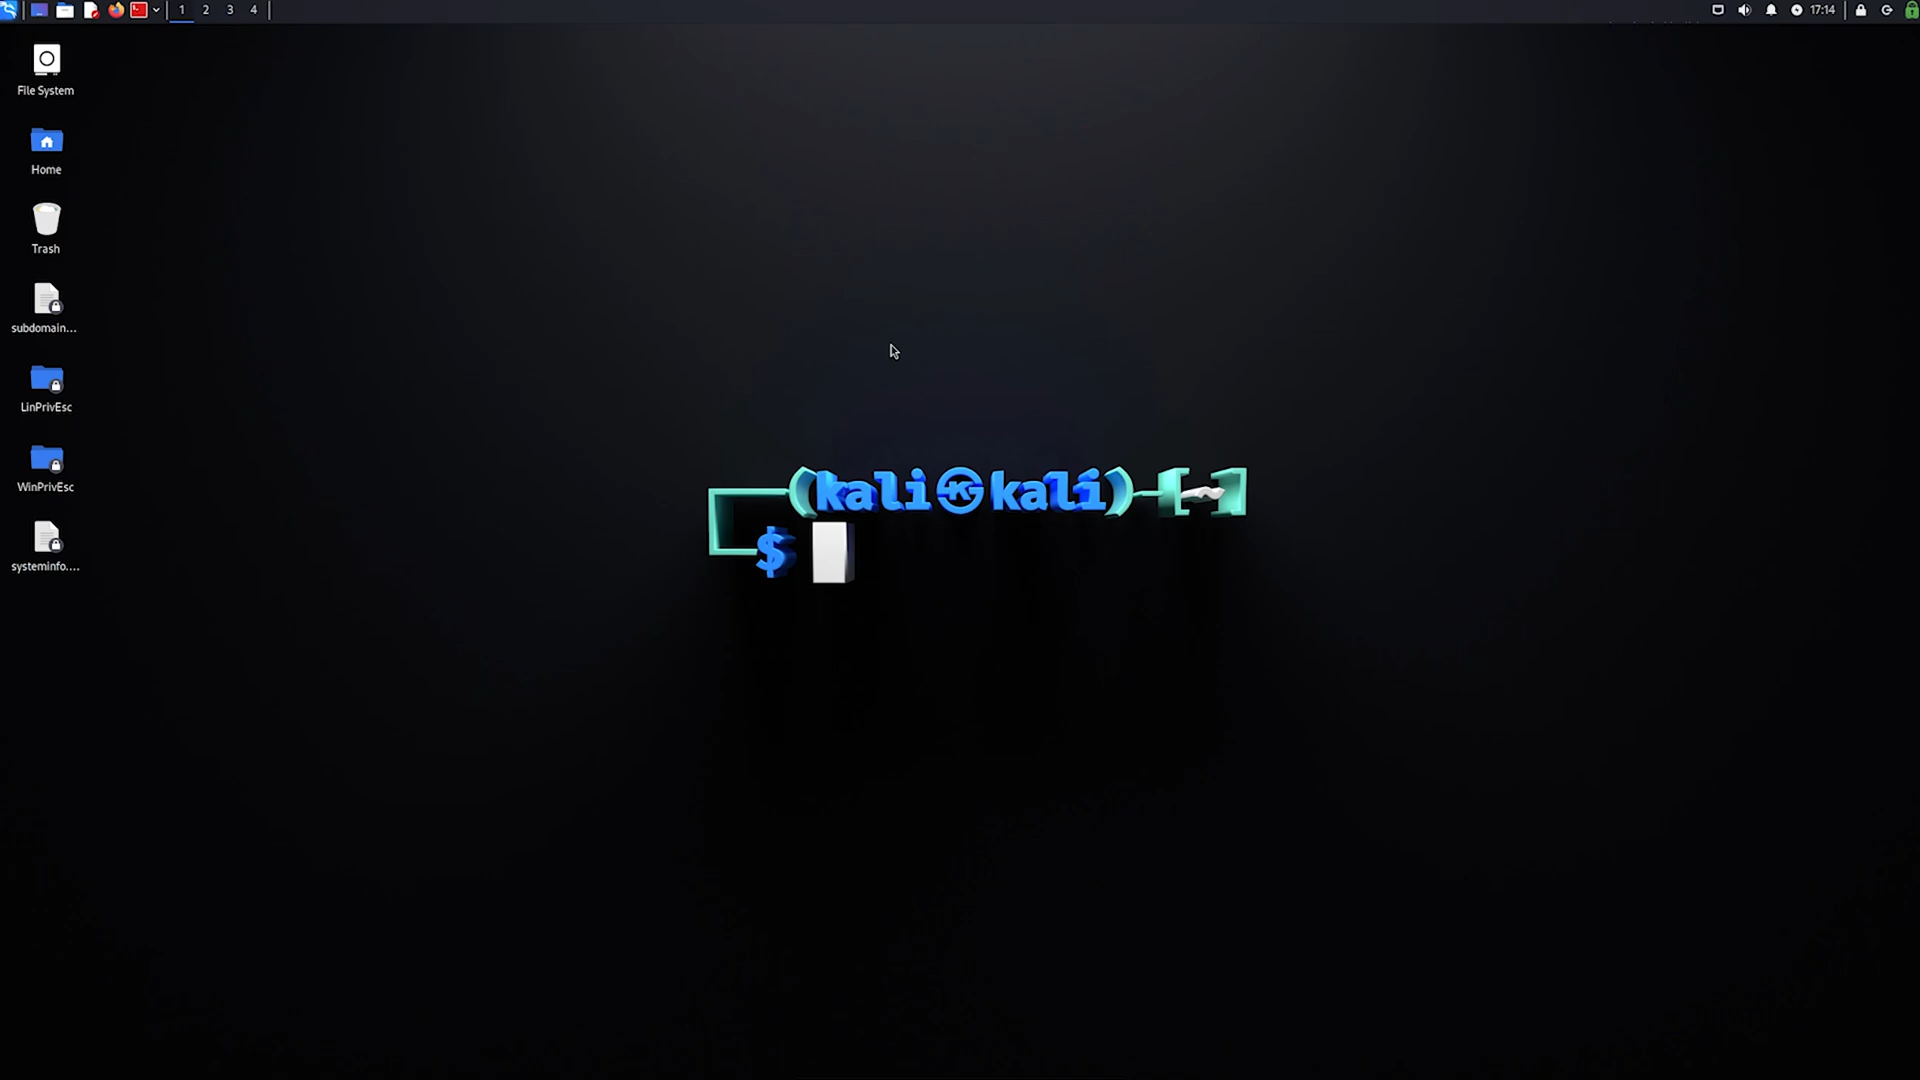 1 2 3 4 17:14
File System
Home
Trash
subdomain...
LinPrivEsc
WinPrivEsc
systeminfo....
(kali㉿kali)-[~]
$